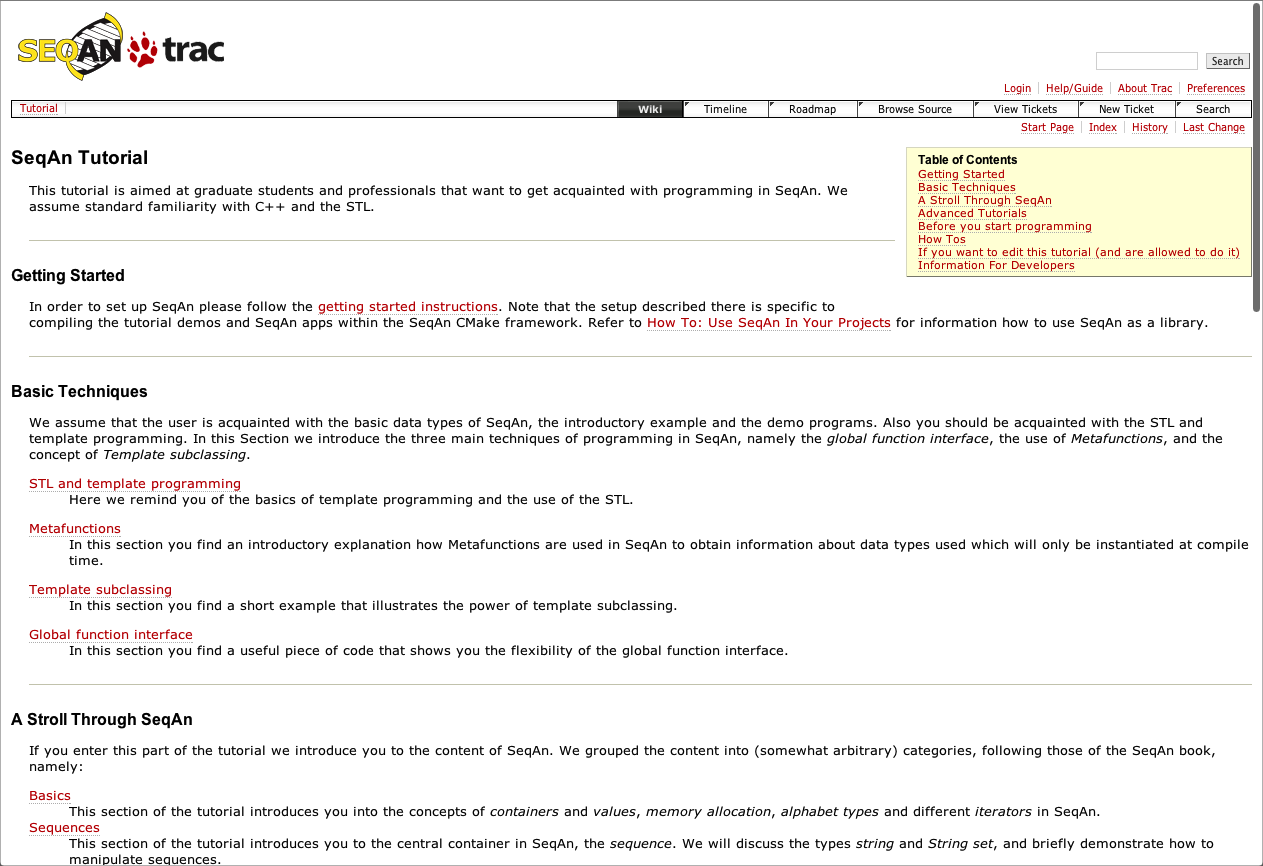 SEQAN trac
Search
Login Help/Guide About Trac Preferences
Tutorial Wiki Timeline Roadmap Browse Source View Tickets New Ticket Search
Start Page Index History Last Change
SeqAn Tutorial
This tutorial is aimed at graduate students and professionals that want to get acquainted with programming in SeqAn. We
assume standard familiarity with C++ and the STL.
Table of Contents
Getting Started
Basic Techniques
A Stroll Through SeqAn
Advanced Tutorials
Before you start programming
How Tos
If you want to edit this tutorial (and are allowed to do it)
Information For Developers
Getting Started
In order to set up SeqAn please follow the getting started instructions. Note that the setup described there is specific to
compiling the tutorial demos and SeqAn apps within the SeqAn CMake framework. Refer to How To: Use SeqAn In Your Projects for information how to use SeqAn as a library.
Basic Techniques
We assume that the user is acquainted with the basic data types of SeqAn, the introductory example and the demo programs. Also you should be acquainted with the STL and
template programming. In this Section we introduce the three main techniques of programming in SeqAn, namely the global function interface, the use of Metafunctions, and the
concept of Template subclassing.
STL and template programming
Here we remind you of the basics of template programming and the use of the STL.
Metafunctions
In this section you find an introductory explanation how Metafunctions are used in SeqAn to obtain information about data types used which will only be instantiated at compile
time.
Template subclassing
In this section you find a short example that illustrates the power of template subclassing.
Global function interface
In this section you find a useful piece of code that shows you the flexibility of the global function interface.
A Stroll Through SeqAn
If you enter this part of the tutorial we introduce you to the content of SeqAn. We grouped the content into (somewhat arbitrary) categories, following those of the SeqAn book,
namely:
Basics
This section of the tutorial introduces you into the concepts of containers and values, memory allocation, alphabet types and different iterators in SeqAn.
Sequences
This section of the tutorial introduces you to the central container in SeqAn, the sequence. We will discuss the types string and String set, and briefly demonstrate how to
manipulate sequences.